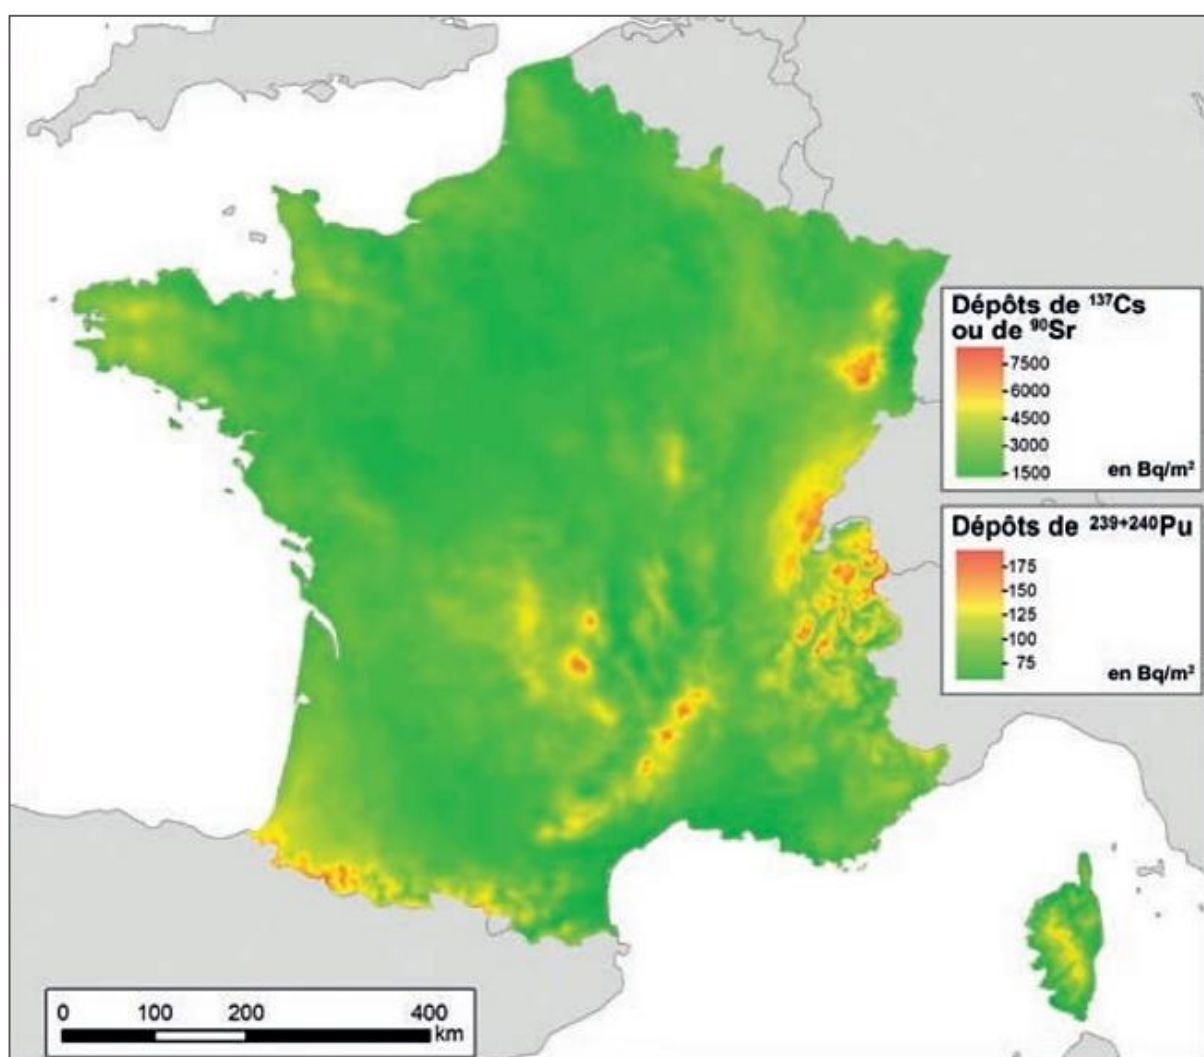 Dépôts de ¹³⁷Cs
ou de ⁹⁰Sr
7500
6000
4500
3000
1500
en Bq/m²
Dépôts de ²³⁹⁺²⁴⁰Pu
175
150
125
100
75
en Bq/m²
0 100 200 400
km